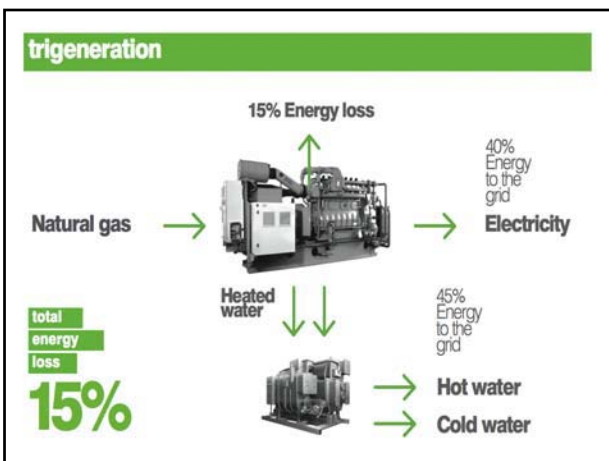 trigeneration
15% Energy loss
40%
Energy
to the
grid
Natural gas
Electricity
Heated
water
45%
Energy
to the
grid
total
energy
loss
15%
Hot water
Cold water